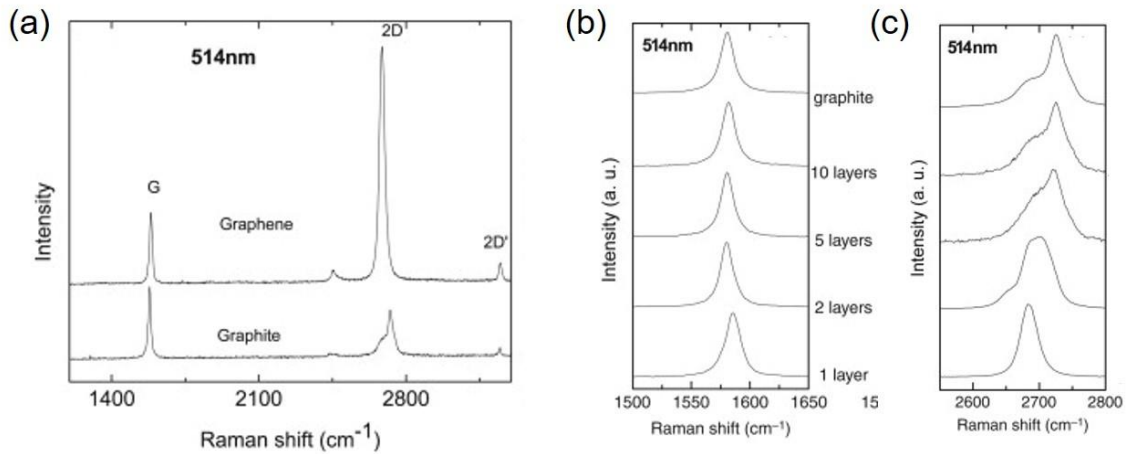 (a)
514nm
2D
G
Graphene
2D'
Graphite
Intensity
1400 2100 2800
Raman shift (cm-1)
(b)
514nm
graphite
10 layers
5 layers
2 layers
1 layer
Intensity (a. u.)
1500 1550 1600 1650 15
Raman shift (cm–1)
(c)
514nm
Intensity (a. u.)
2600 2700 2800
Raman shift (cm–1)